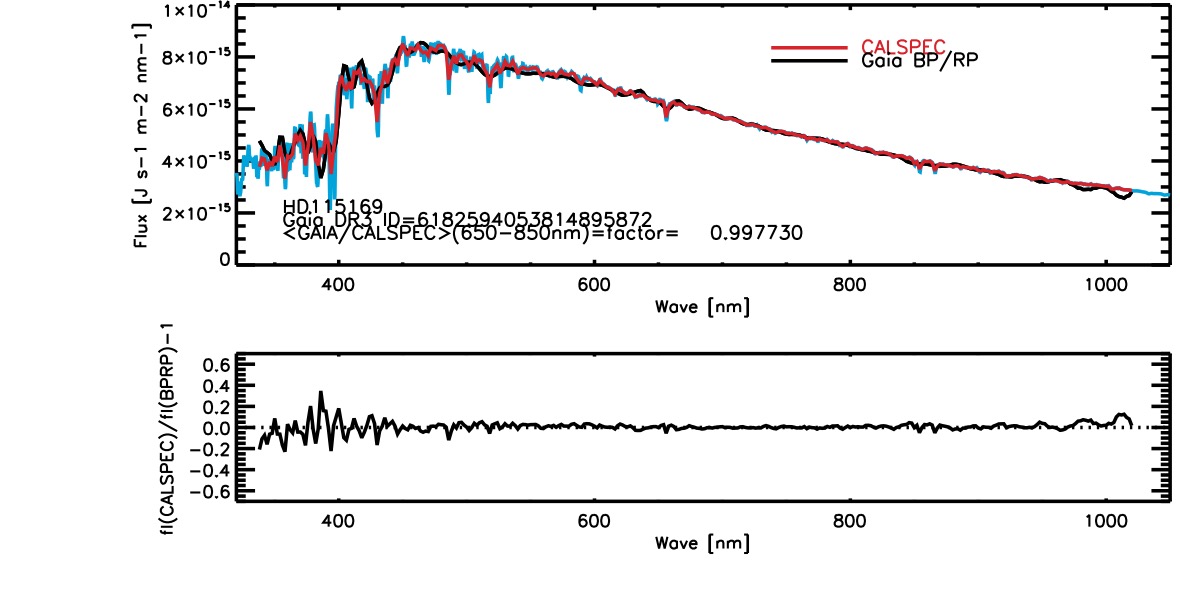 1×10−14
8×10−15
6×10−15
4×10−15
2×10−15
0
Flux [J s−1 m−2 nm−1]
CALSPEC
Gaia BP/RP
HD115169
Gaia DR3 ID=6182594053814895872
<GAIA/CALSPEC>(650−850nm)=factor= 0.997730
400 600 800 1000
Wave [nm]
fl(CALSPEC)/fl(BPRP)−1
0.6
0.4
0.2
0.0
−0.2
−0.4
−0.6
400 600 800 1000
Wave [nm]